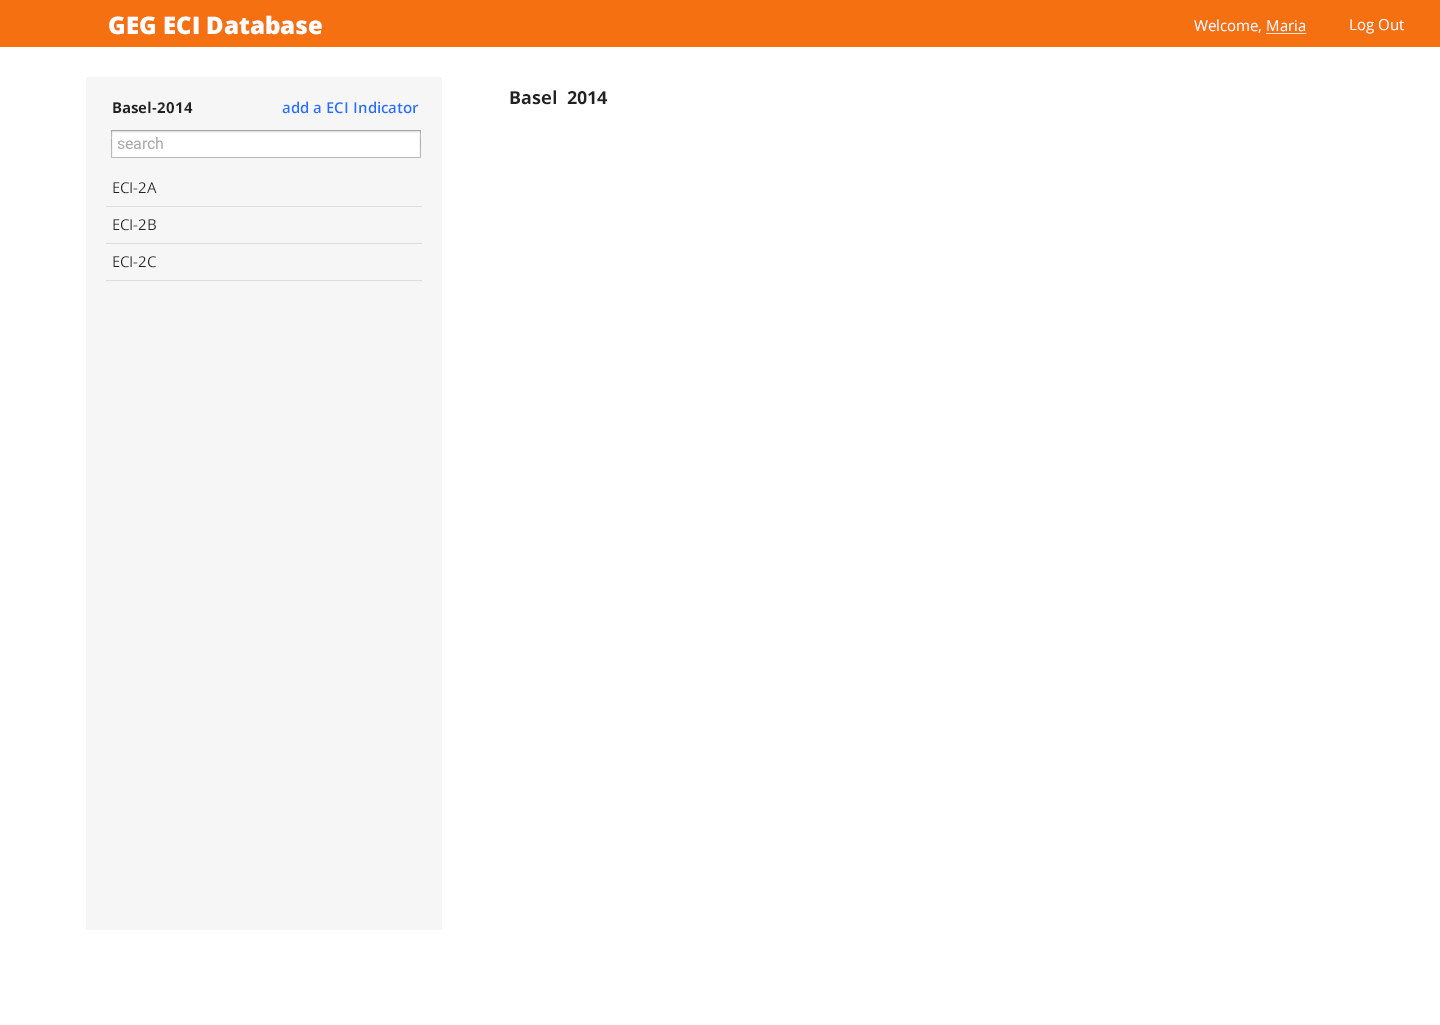 GEG ECI Database
Welcome, Maria
Log Out
Basel-2014
add a ECI Indicator
search
ECI-2A
ECI-2B
ECI-2C
Basel 2014